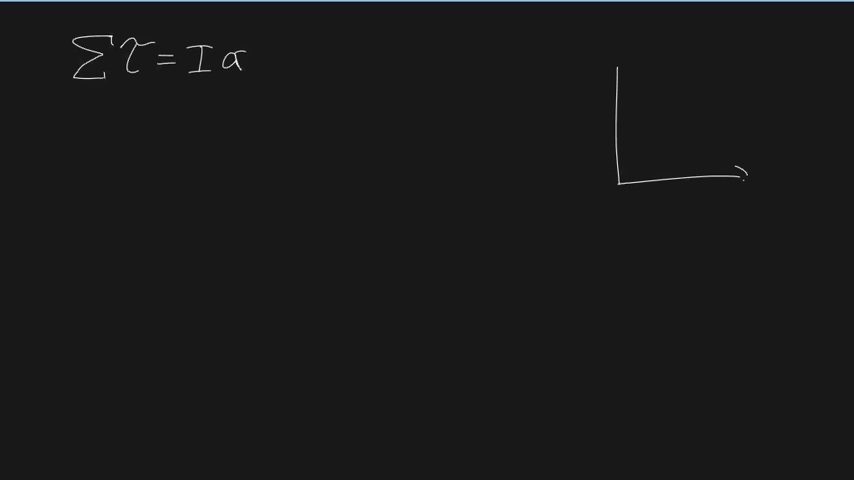 ∑τ = Iα